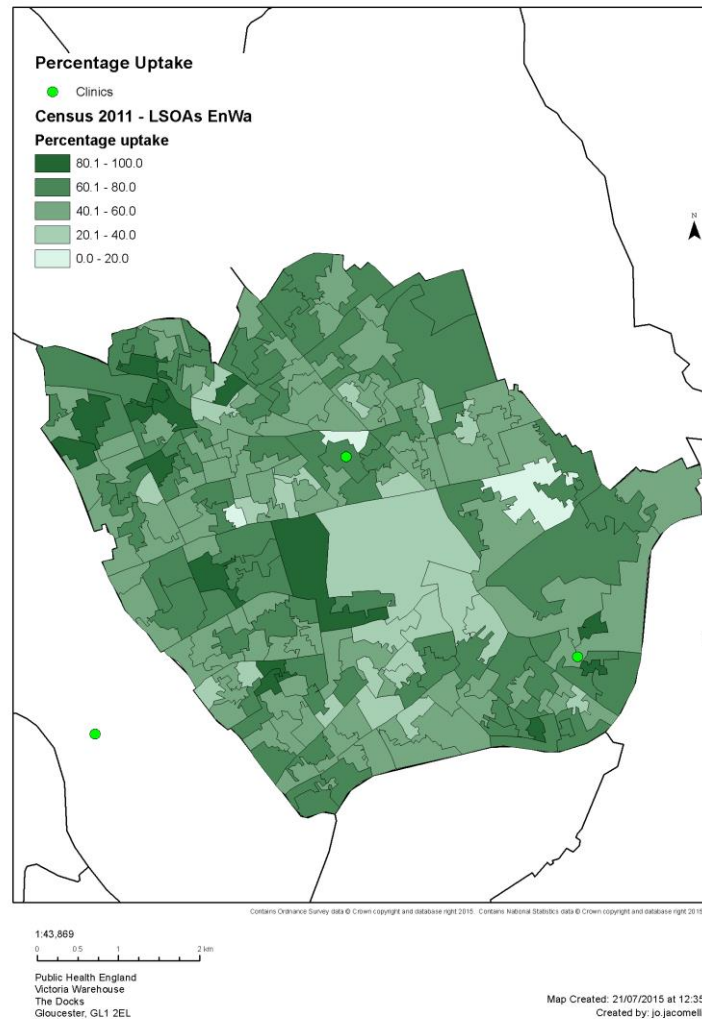 Percentage Uptake
Clinics
Census 2011 - LSOAs EnWa
Percentage uptake
80.1 - 100.0
60.1 - 80.0
40.1 - 60.0
20.1 - 40.0
0.0 - 20.0
N
Contains Ordnance Survey data © Crown copyright and database right 2015. Contains National Statistics data © Crown copyright and database right 2015
1:43,869
0 0.5 1 2 km
Public Health England
Victoria Warehouse
The Docks
Gloucester, GL1 2EL
Map Created: 21/07/2015 at 12:35
Created by: jo.jacomell